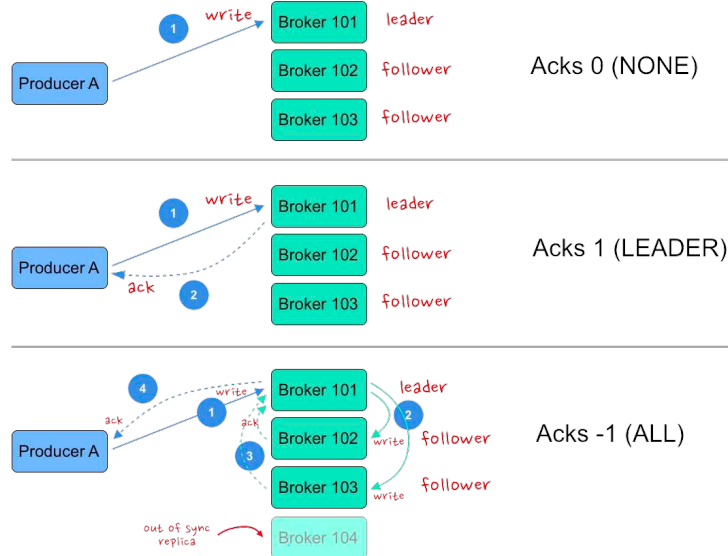 write
Broker 101
leader
1
Producer A
Broker 102
follower
Acks 0 (NONE)
Broker 103
follower
write
Broker 101
leader
1
Producer A
Broker 102
follower
Acks 1 (LEADER)
ack
2
Broker 103
follower
4
write
Broker 101
leader
1
2
ack
ack
Producer A
Broker 102
write
follower
Acks -1 (ALL)
3
Broker 103
write
follower
out of sync
replica
Broker 104